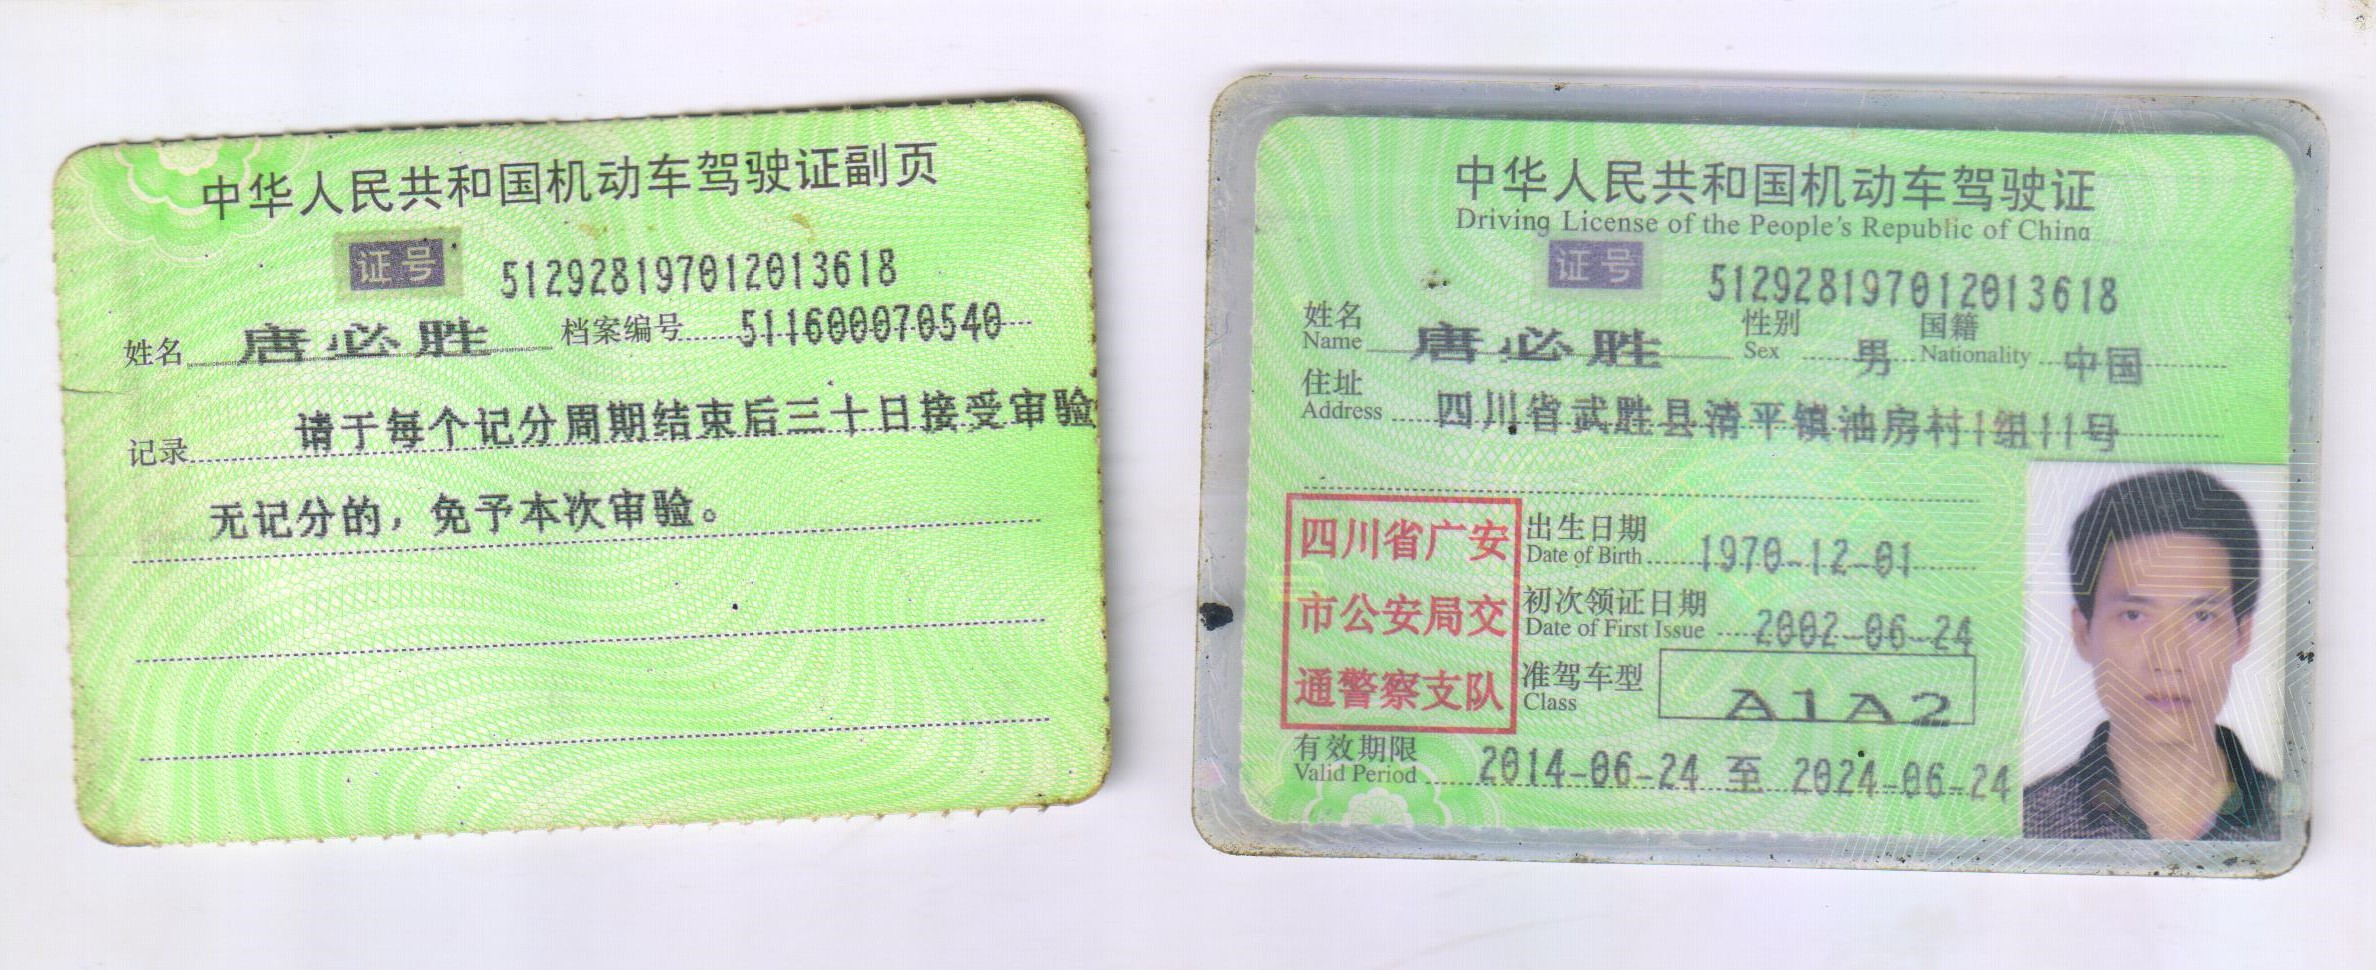 中华人民共和国机动车驾驶证副页
证号 512928197012013618
姓名 唐必胜 档案编号 511600070540
记录 请于每个记分周期结束后三十日接受审验
无记分的，免予本次审验。
中华人民共和国机动车驾驶证
Driving License of the People's Republic of China
证号 512928197012013618
姓名 唐必胜 性别 男 国籍 中国
Name Sex Nationality
住址 四川省武胜县清平镇油房村1组11号
Address
四川省广安
市公安局交
通警察支队
出生日期 1970-12-01
Date of Birth
初次领证日期 2002-06-24
Date of First Issue
准驾车型 A1A2
Class
有效期限 2014-06-24 至 2024-06-24
Valid Period